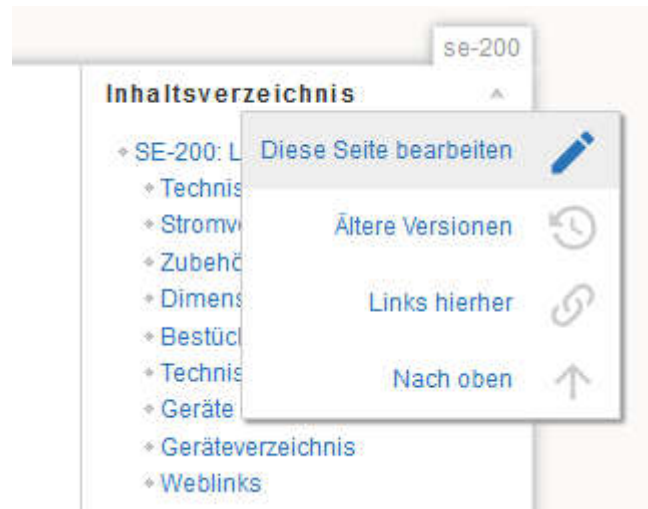 se-200
Inhaltsverzeichnis
SE-200: L
Diese Seite bearbeiten
Technis
Stromv
Ältere Versionen
Zubehö
Dimens
Links hierher
Bestüc
Technis
Nach oben
Geräte
Geräteverzeichnis
Weblinks